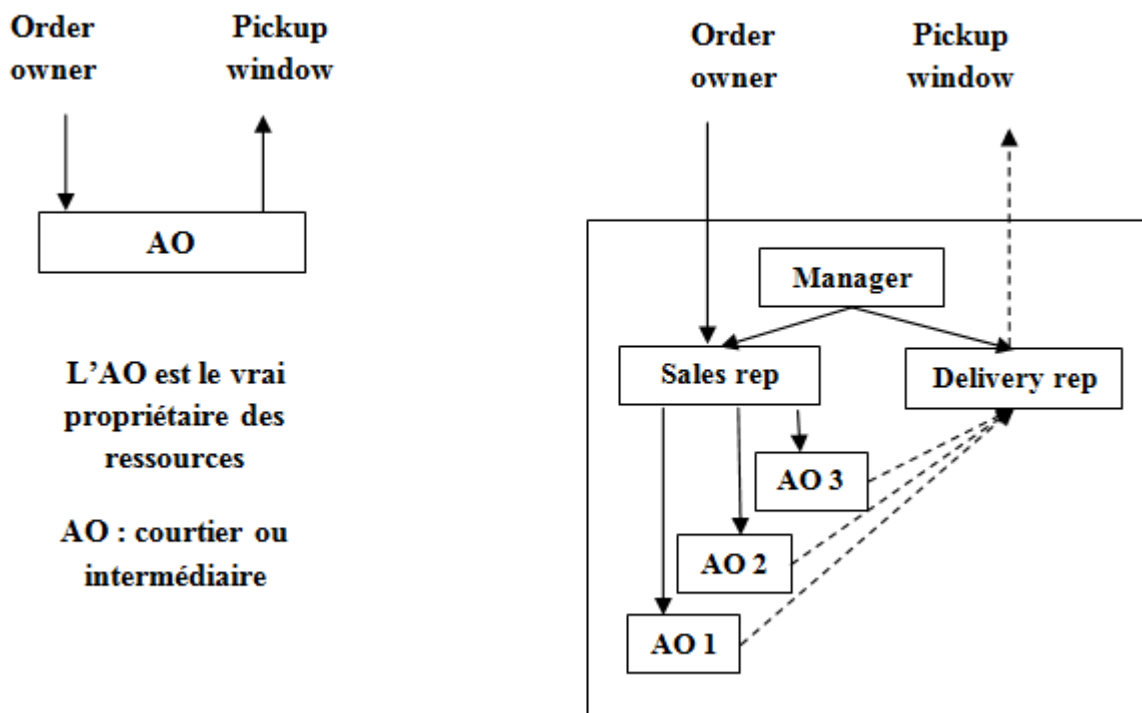 Order
owner
Pickup
window
AO
L’AO est le vrai
propriétaire des
ressources
AO : courtier ou
intermédiaire
Order
owner
Pickup
window
Manager
Sales rep
Delivery rep
AO 3
AO 2
AO 1